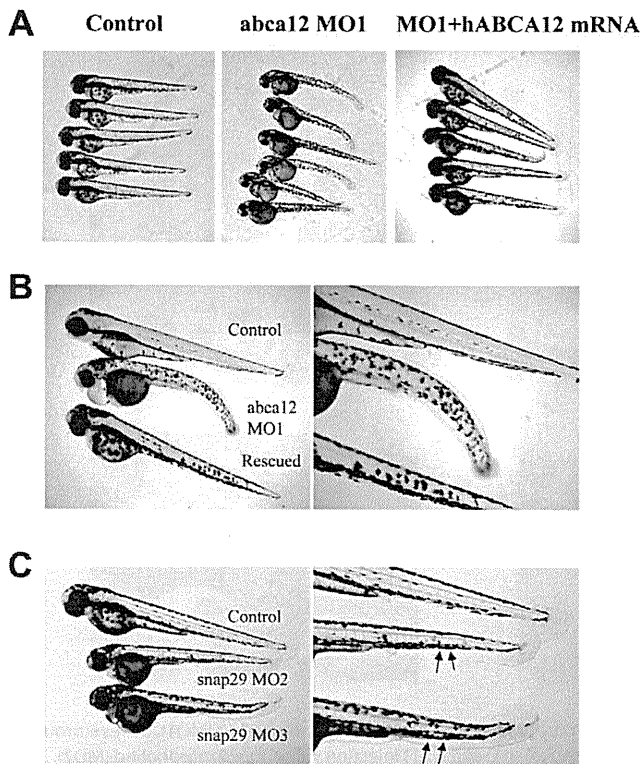 A
Control abca12 MO1 MO1+hABCA12 mRNA
B
Control
abca12
MO1
Rescued
C
Control
snap29 MO2
snap29 MO3